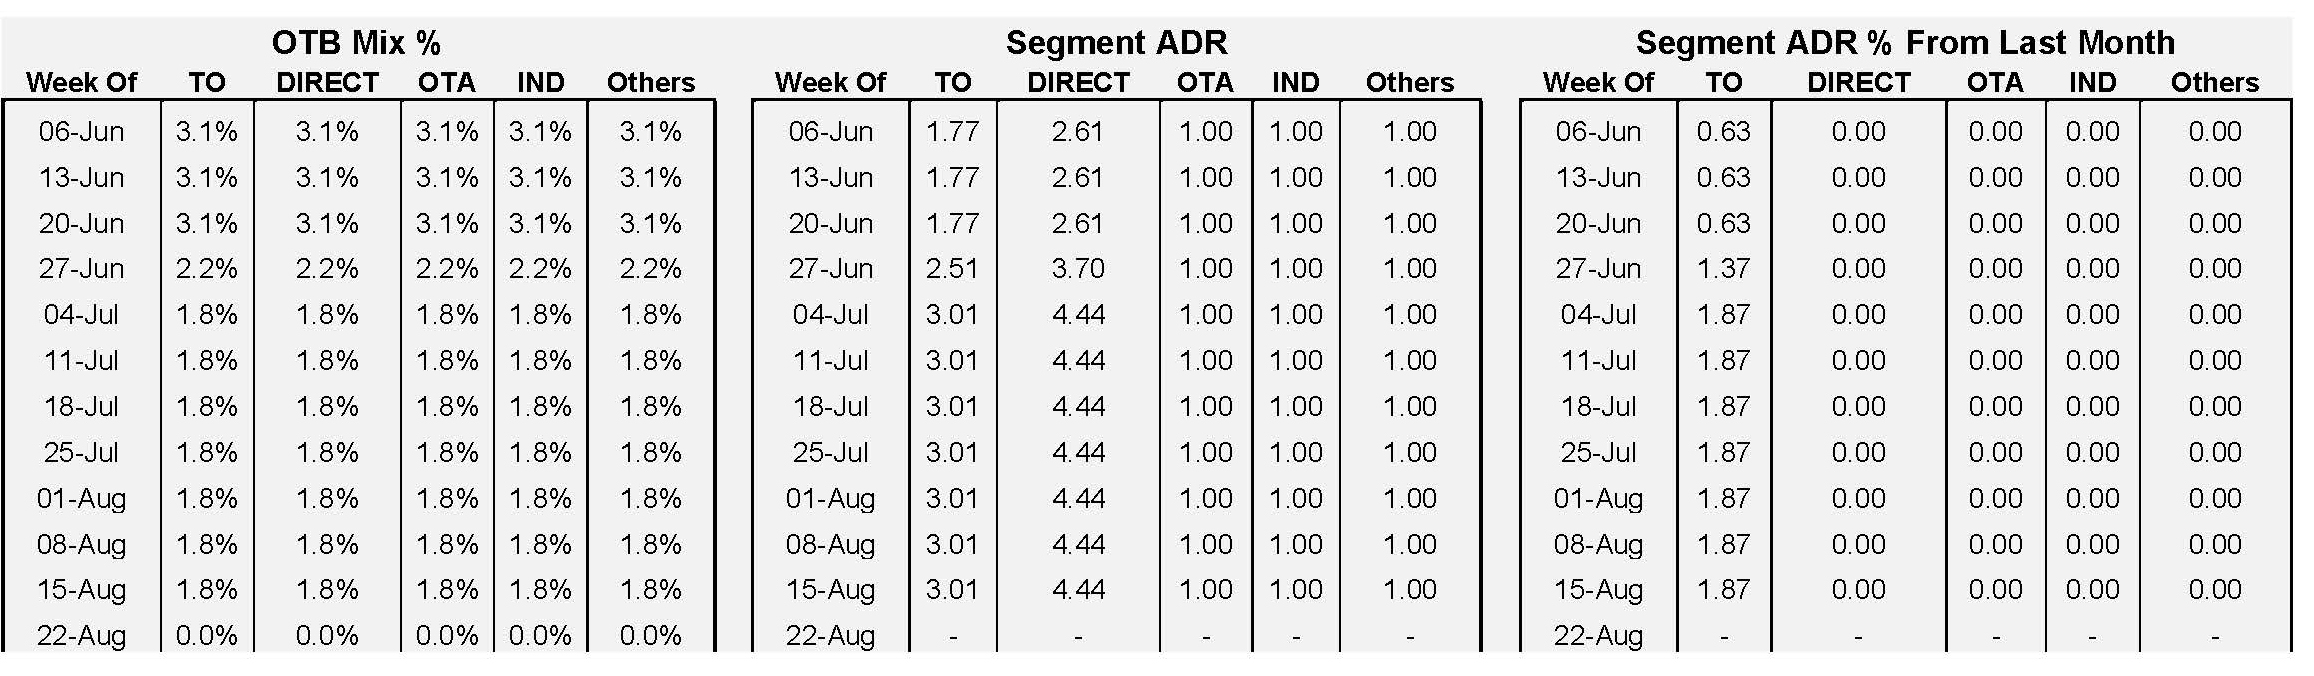 OTB Mix % Segment ADR Segment ADR % From Last Month
Week Of TO DIRECT OTA IND Others Week Of TO DIRECT OTA IND Others Week Of TO DIRECT OTA IND Others
06-Jun 3.1% 3.1% 3.1% 3.1% 3.1% 06-Jun 1.77 2.61 1.00 1.00 1.00 06-Jun 0.63 0.00 0.00 0.00 0.00
13-Jun 3.1% 3.1% 3.1% 3.1% 3.1% 13-Jun 1.77 2.61 1.00 1.00 1.00 13-Jun 0.63 0.00 0.00 0.00 0.00
20-Jun 3.1% 3.1% 3.1% 3.1% 3.1% 20-Jun 1.77 2.61 1.00 1.00 1.00 20-Jun 0.63 0.00 0.00 0.00 0.00
27-Jun 2.2% 2.2% 2.2% 2.2% 2.2% 27-Jun 2.51 3.70 1.00 1.00 1.00 27-Jun 1.37 0.00 0.00 0.00 0.00
04-Jul 1.8% 1.8% 1.8% 1.8% 1.8% 04-Jul 3.01 4.44 1.00 1.00 1.00 04-Jul 1.87 0.00 0.00 0.00 0.00
11-Jul 1.8% 1.8% 1.8% 1.8% 1.8% 11-Jul 3.01 4.44 1.00 1.00 1.00 11-Jul 1.87 0.00 0.00 0.00 0.00
18-Jul 1.8% 1.8% 1.8% 1.8% 1.8% 18-Jul 3.01 4.44 1.00 1.00 1.00 18-Jul 1.87 0.00 0.00 0.00 0.00
25-Jul 1.8% 1.8% 1.8% 1.8% 1.8% 25-Jul 3.01 4.44 1.00 1.00 1.00 25-Jul 1.87 0.00 0.00 0.00 0.00
01-Aug 1.8% 1.8% 1.8% 1.8% 1.8% 01-Aug 3.01 4.44 1.00 1.00 1.00 01-Aug 1.87 0.00 0.00 0.00 0.00
08-Aug 1.8% 1.8% 1.8% 1.8% 1.8% 08-Aug 3.01 4.44 1.00 1.00 1.00 08-Aug 1.87 0.00 0.00 0.00 0.00
15-Aug 1.8% 1.8% 1.8% 1.8% 1.8% 15-Aug 3.01 4.44 1.00 1.00 1.00 15-Aug 1.87 0.00 0.00 0.00 0.00
22-Aug 0.0% 0.0% 0.0% 0.0% 0.0% 22-Aug - - - - - 22-Aug - - - - -